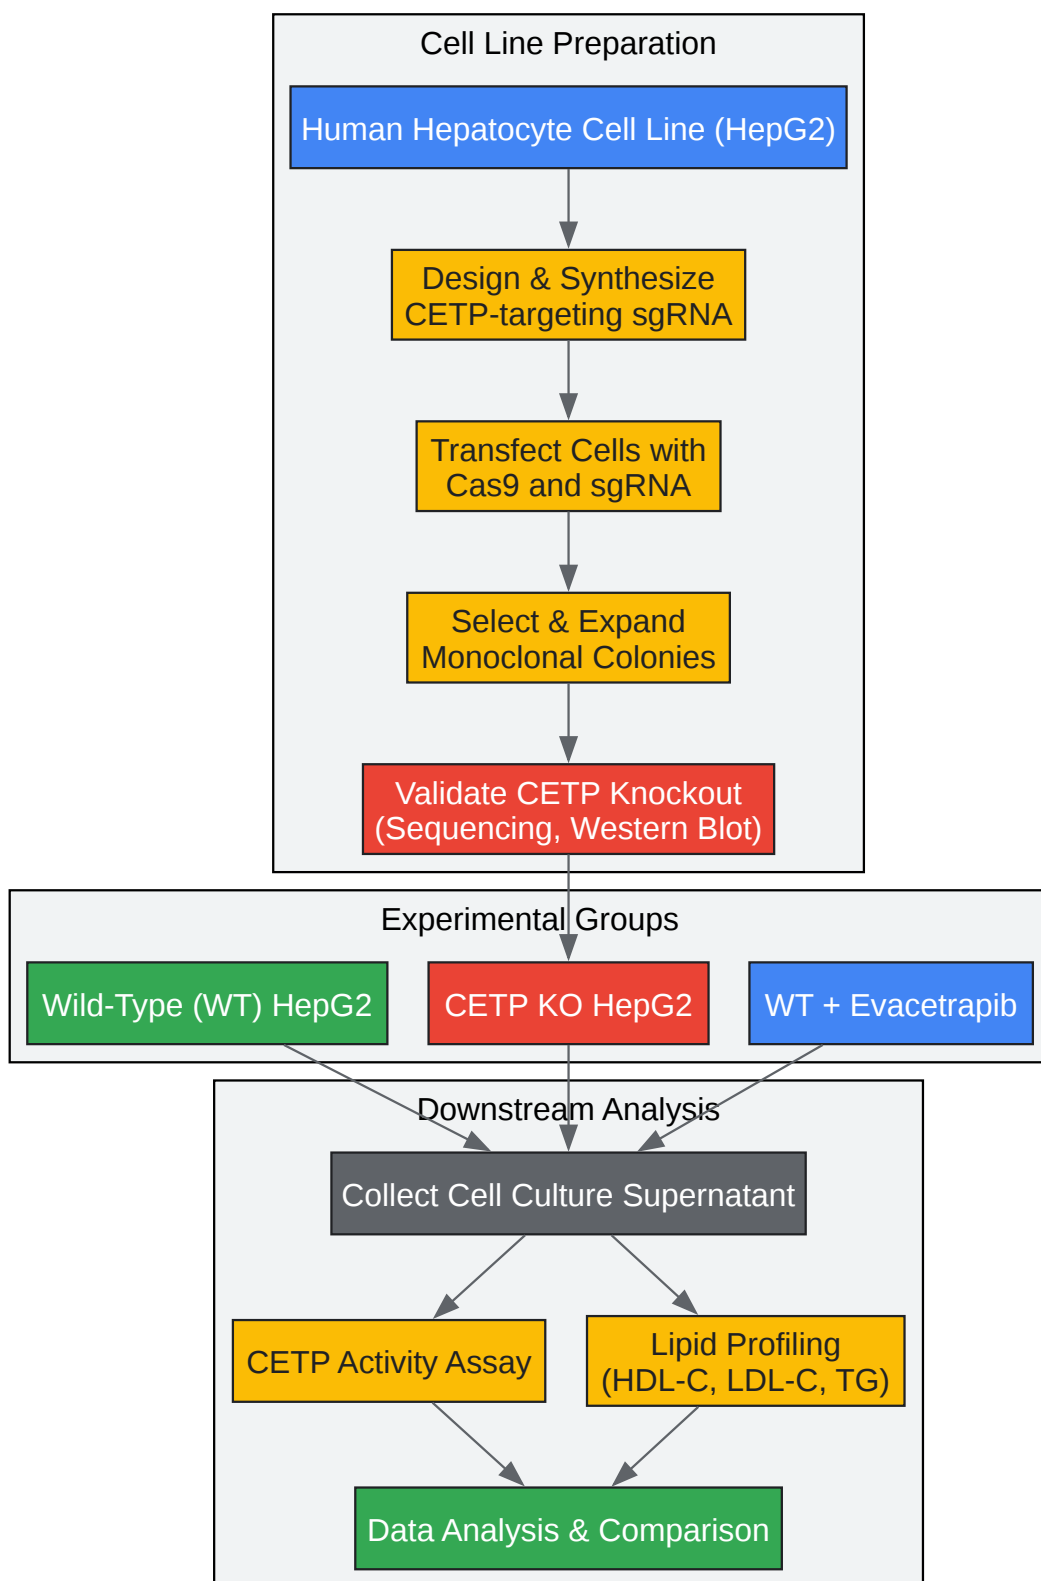 Cell Line Preparation
Human Hepatocyte Cell Line (HepG2)
Design & Synthesize
CETP-targeting sgRNA
Transfect Cells with
Cas9 and sgRNA
Select & Expand
Monoclonal Colonies
Validate CETP Knockout
(Sequencing, Western Blot)
Experimental Groups
Wild-Type (WT) HepG2
CETP KO HepG2
WT + Evacetrapib
Downstream Analysis
Collect Cell Culture Supernatant
CETP Activity Assay
Lipid Profiling
(HDL-C, LDL-C, TG)
Data Analysis & Comparison